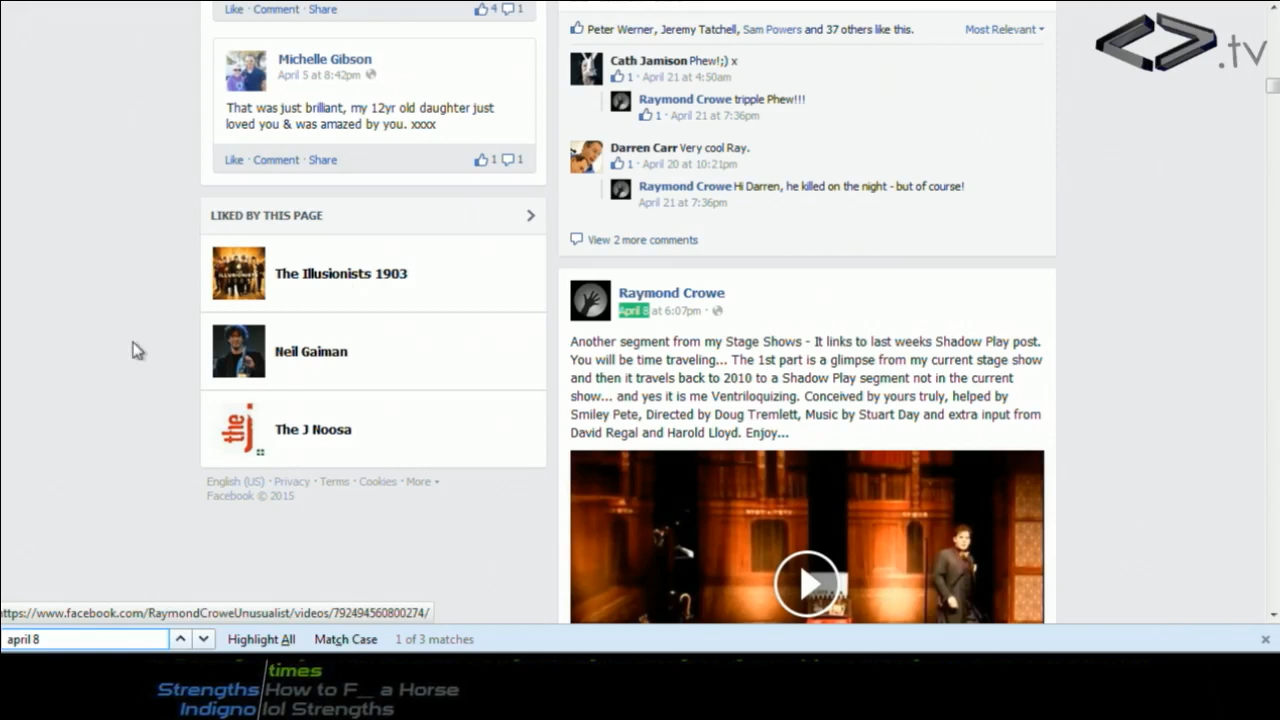 Like · Comment · Share 4 1
Michelle Gibson
April 5 at 8:42pm
That was just brilliant, my 12yr old daughter just
loved you & was amazed by you. xxxx
Like · Comment · Share 1 1
LIKED BY THIS PAGE
ILLUSIONISTS
The Illusionists 1903
Neil Gaiman
the j
The J Noosa
English (US) · Privacy · Terms · Cookies · More
Facebook © 2015
Peter Werner, Jeremy Tatchell, Sam Powers and 37 others like this. Most Relevant
Cath Jamison Phew!;) x
1 · April 21 at 4:50am
Raymond Crowe tripple Phew!!!
1 · April 21 at 7:36pm
Darren Carr Very cool Ray.
1 · April 20 at 10:21pm
Raymond Crowe Hi Darren, he killed on the night - but of course!
April 21 at 7:36pm
View 2 more comments
Raymond Crowe
April 8 at 6:07pm ·
Another segment from my Stage Shows - It links to last weeks Shadow Play post.
You will be time traveling... The 1st part is a glimpse from my current stage show
and then it travels back to 2010 to a Shadow Play segment not in the current
show... and yes it is me Ventriloquizing. Conceived by yours truly, helped by
Smiley Pete, Directed by Doug Tremlett, Music by Stuart Day and extra input from
David Regal and Harold Lloyd. Enjoy...
.tv
ttps://www.facebook.com/RaymondCroweUnusualist/videos/792494560800274/
april 8 Highlight All Match Case 1 of 3 matches
times
Strengths How to F__ a Horse
Indigno lol Strengths